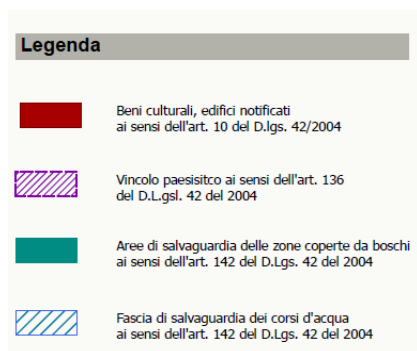 Legenda
Beni culturali, edifici notificati
ai sensi dell'art. 10 del D.lgs. 42/2004
Vincolo paesisitco ai sensi dell'art. 136
del D.L.gsl. 42 del 2004
Aree di salvaguardia delle zone coperte da boschi
ai sensi dell'art. 142 del D.Lgs. 42 del 2004
Fascia di salvaguardia dei corsi d'acqua
ai sensi dell'art. 142 del D.Lgs. 42 del 2004